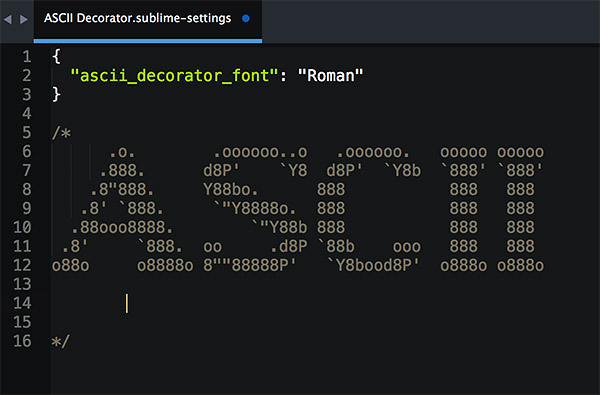 ASCII Decorator.sublime-settings
1 {
2   "ascii_decorator_font": "Roman"
3 }
4
5 /*
6        .o.          .oooooo..o   .oooooo.   ooooo ooooo
7       .888.       d8P'    `Y8  d8P'  `Y8b  `888' `888'
8      .8"888.      Y88bo.       888           888   888
9     .8' `888.      `"Y8888o.  888           888   888
10   .88ooo8888.         `"Y88b 888           888   888
11  .8'     `888.  oo      .d8P `88b    ooo   888   888
12 o88o     o8888o 8""88888P'   `Y8bood8P'  o888o o888o
13
14
15
16 */